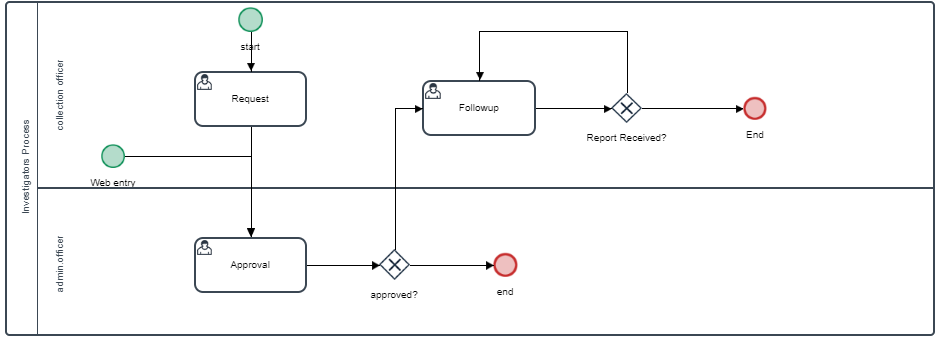 Investigators Process
collection officer
start
Request
Followup
Report Received?
End
Web entry
admin officer
Approval
approved?
end